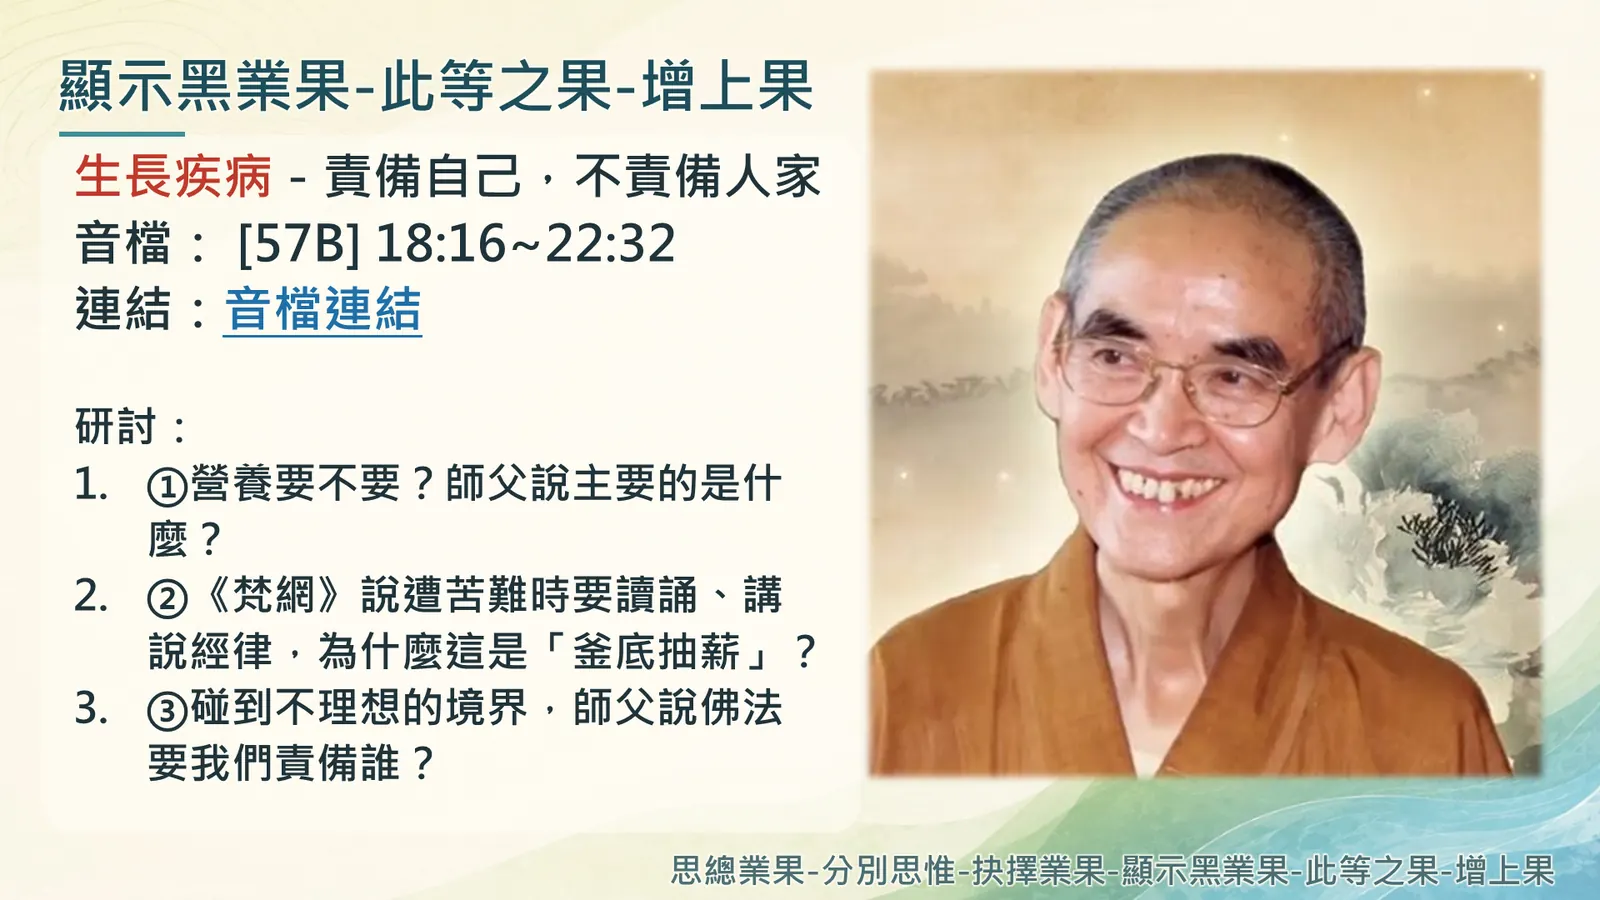 顯示黑業果-此等之果-增上果
生長疾病 - 責備自己，不責備人家
音檔： [57B] 18:16~22:32
連結：音檔連結
研討：
1. ①營養要不要？師父說主要的是什
麼？
2. ②《梵網》說遭苦難時要讀誦、講
說經律，為什麼這是「釜底抽薪」？
3. ③碰到不理想的境界，師父說佛法
要我們責備誰？
思總業果-分別思惟-抉擇業果-顯示黑業果-此等之果-增上果